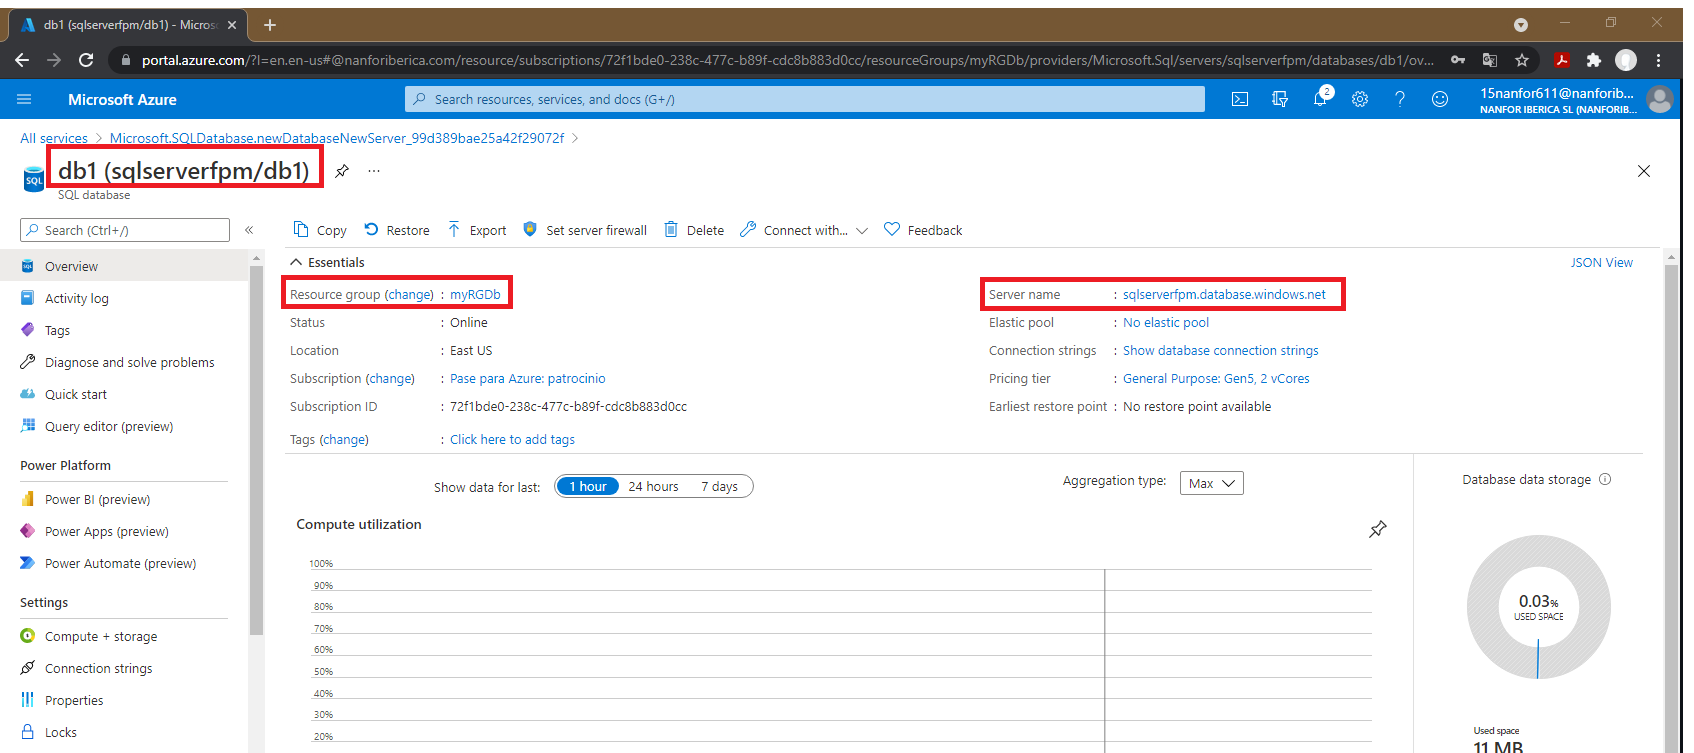 db1 (sqlserverfpm/db1) - Micros
portal.azure.com/?l=en.en-us#@nanforiberica.com/resource/subscriptions/72f1bde0-238c-477c-b89f-cdc8b883d0cc/resourceGroups/myRGDb/providers/Microsoft.Sql/servers/sqlserverfpm/databases/db1/ov...
Microsoft Azure
Search resources, services, and docs (G+/)
2
15nanfor611@nanforib...
NANFOR IBERICA SL (NANFORIB...
All services > Microsoft.SQLDatabase.newDatabaseNewServer_99d389bae25a42f29072f >
SQL
db1 (sqlserverfpm/db1)
...
SQL database
Search (Ctrl+/)
«
Copy
Restore
Export
Set server firewall
Delete
Connect with...
Feedback
Overview
Activity log
Tags
Diagnose and solve problems
Quick start
Query editor (preview)
Power Platform
Power BI (preview)
Power Apps (preview)
Power Automate (preview)
Settings
Compute + storage
Connection strings
Properties
Locks
Essentials
JSON View
Resource group (change) : myRGDb
Status : Online
Location : East US
Subscription (change) : Pase para Azure: patrocinio
Subscription ID : 72f1bde0-238c-477c-b89f-cdc8b883d0cc
Tags (change) : Click here to add tags
Server name : sqlserverfpm.database.windows.net
Elastic pool : No elastic pool
Connection strings : Show database connection strings
Pricing tier : General Purpose: Gen5, 2 vCores
Earliest restore point : No restore point available
Show data for last: 1 hour 24 hours 7 days
Aggregation type: Max
Compute utilization
100%
90%
80%
70%
60%
50%
40%
30%
20%
Database data storage
0.03%
USED SPACE
Used space
11 MB